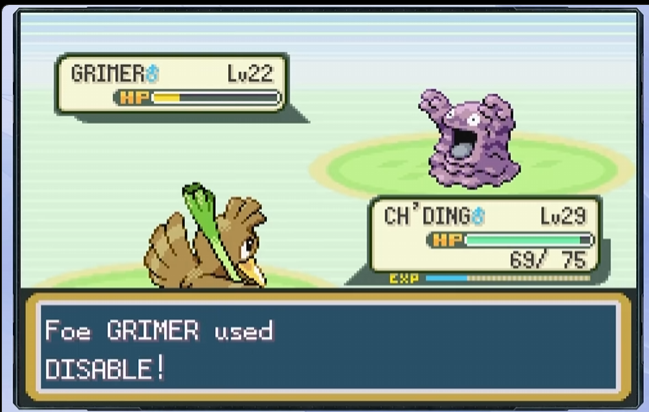 GRIMER♂ Lv22
HP
CH'DING♂ Lv29
HP
69/ 75
EXP
Foe GRIMER used
DISABLE!